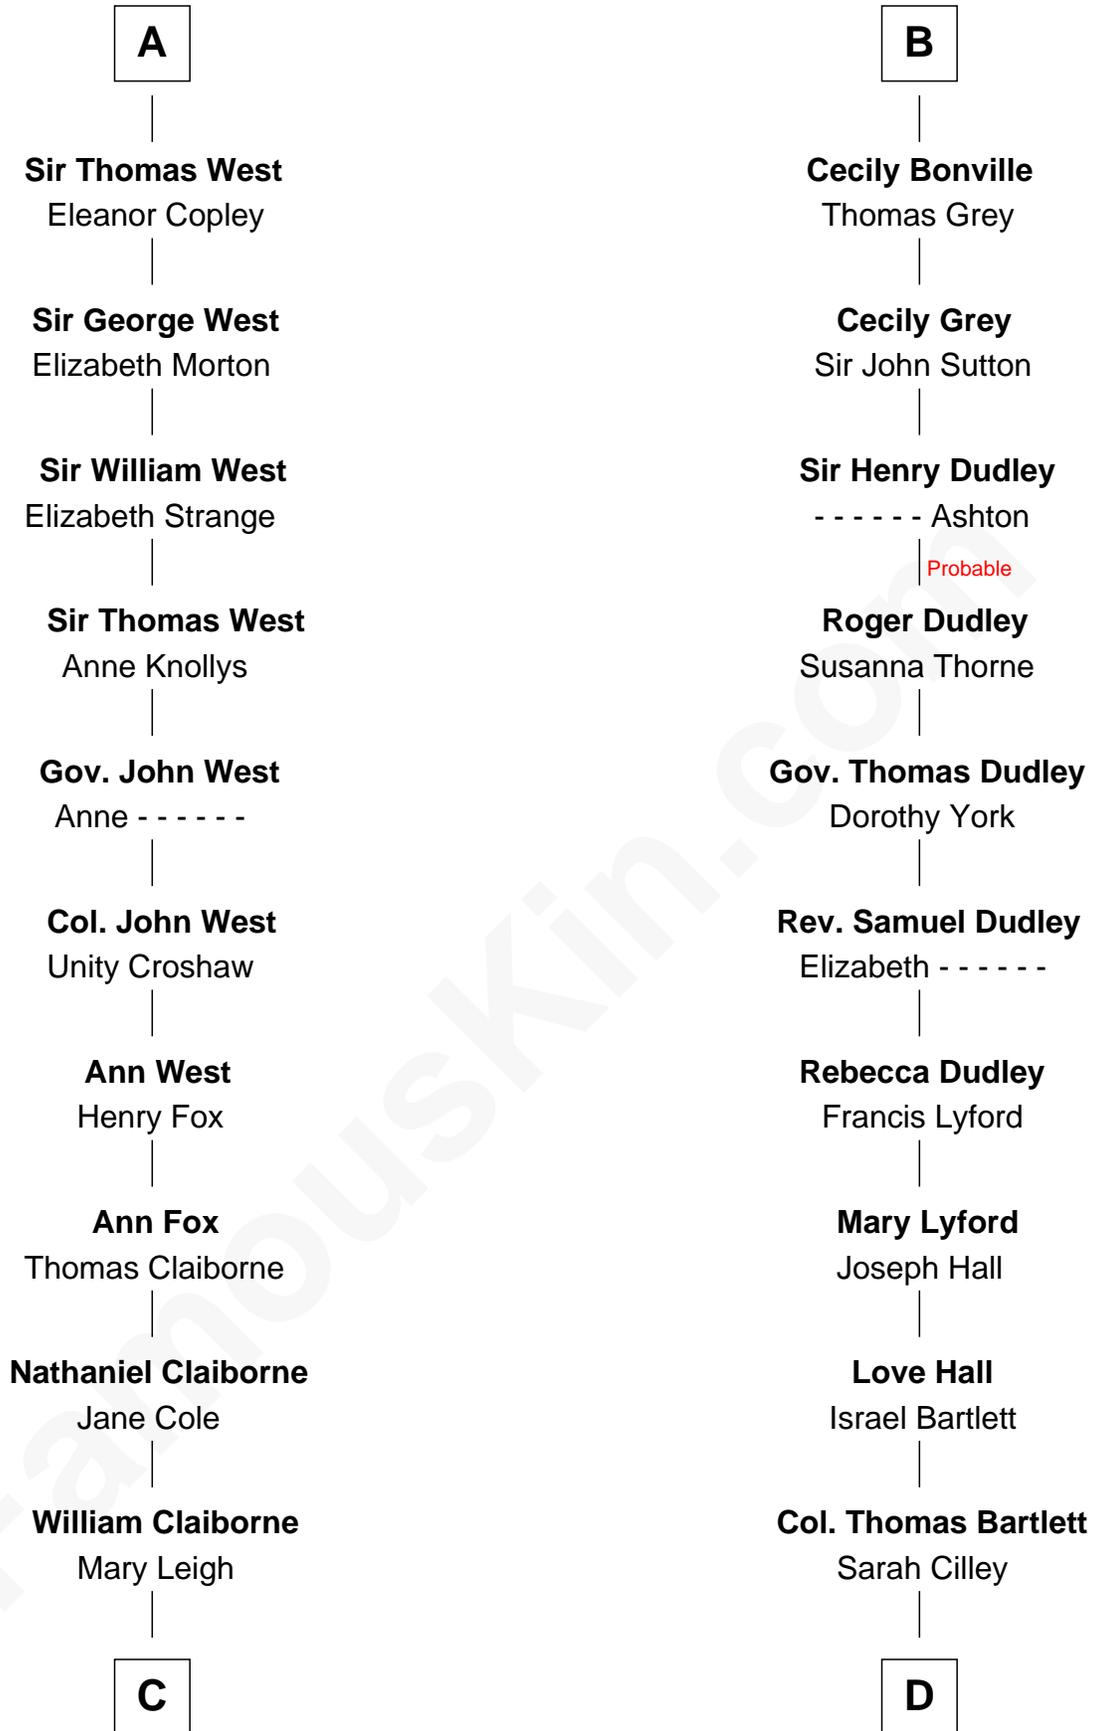 A
Sir Thomas West
Eleanor Copley
Sir George West
Elizabeth Morton
Sir William West
Elizabeth Strange
Sir Thomas West
Anne Knollys
Gov. John West
Anne - - - - - -
Col. John West
Unity Croshaw
Ann West
Henry Fox
Ann Fox
Thomas Claiborne
Nathaniel Claiborne
Jane Cole
William Claiborne
Mary Leigh
C
B
Cecily Bonville
Thomas Grey
Cecily Grey
Sir John Sutton
Sir Henry Dudley
- - - - - - Ashton
Probable
Roger Dudley
Susanna Thorne
Gov. Thomas Dudley
Dorothy York
Rev. Samuel Dudley
Elizabeth - - - - - -
Rebecca Dudley
Francis Lyford
Mary Lyford
Joseph Hall
Love Hall
Israel Bartlett
Col. Thomas Bartlett
Sarah Cilley
D
FamousKin.com